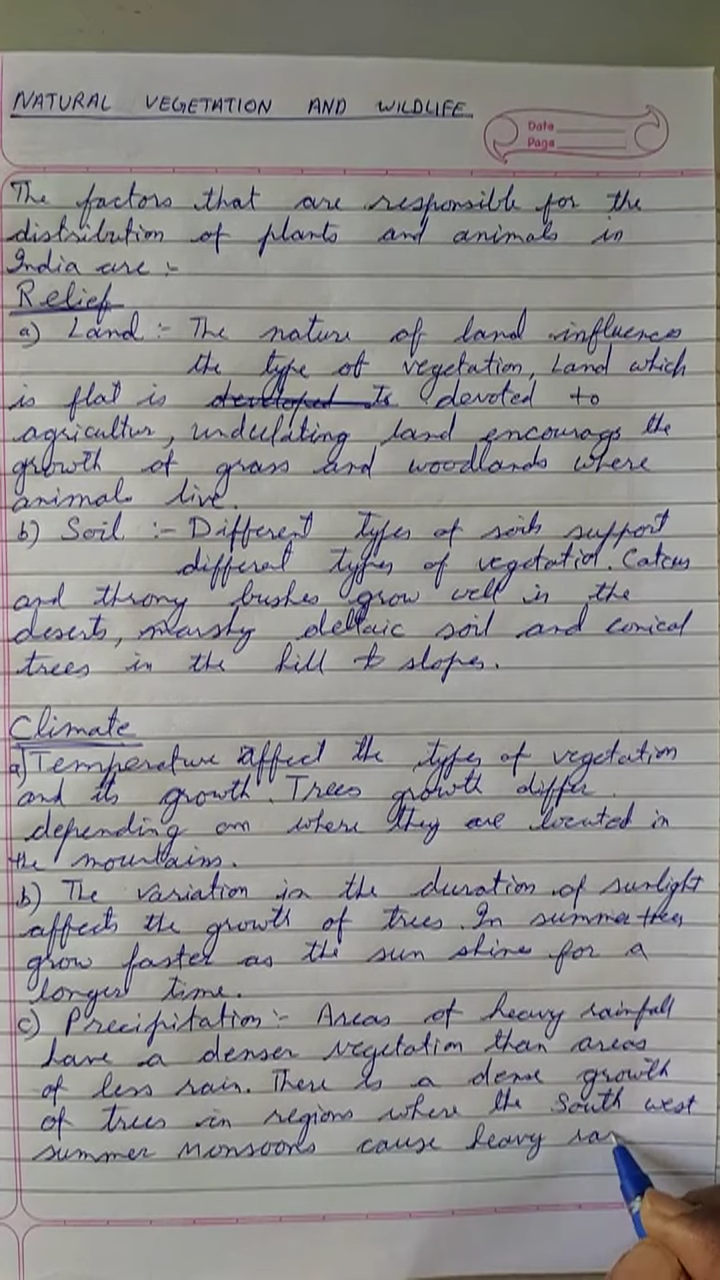 NATURAL VEGETATION AND WILDLIFE
Date
Page
The factors that are responsible for the
distribution of plants and animals in
India are :-
Relief
a) Land :- The nature of land influences
the type of vegetation, Land which
is flat is developed Is devoted to
agricultur, undulating land encourags the
growth of grass and woodlands where
animals live.
b) Soil :- Different types of soils support
different types of vegetation. Catcus
and throny bushes grow well in the
deserts, marshy deltaic soil and conical
trees in the hill slopes.
Climate
a) Temperature affect the types of vegetation
and its growth. Trees growth differ
depending on where they are located in
the mountains.
b) The variation in the duration of sunlight
affects the growth of trees. In summer trees
grow faster as the sun shine for a
longer time.
c) Precipitation :- Areas of heavy rainfall
have a denser vegetation than areas
of less rain. There is a dense growth
of trees in regions where the South west
summer Monsoons cause heavy ra